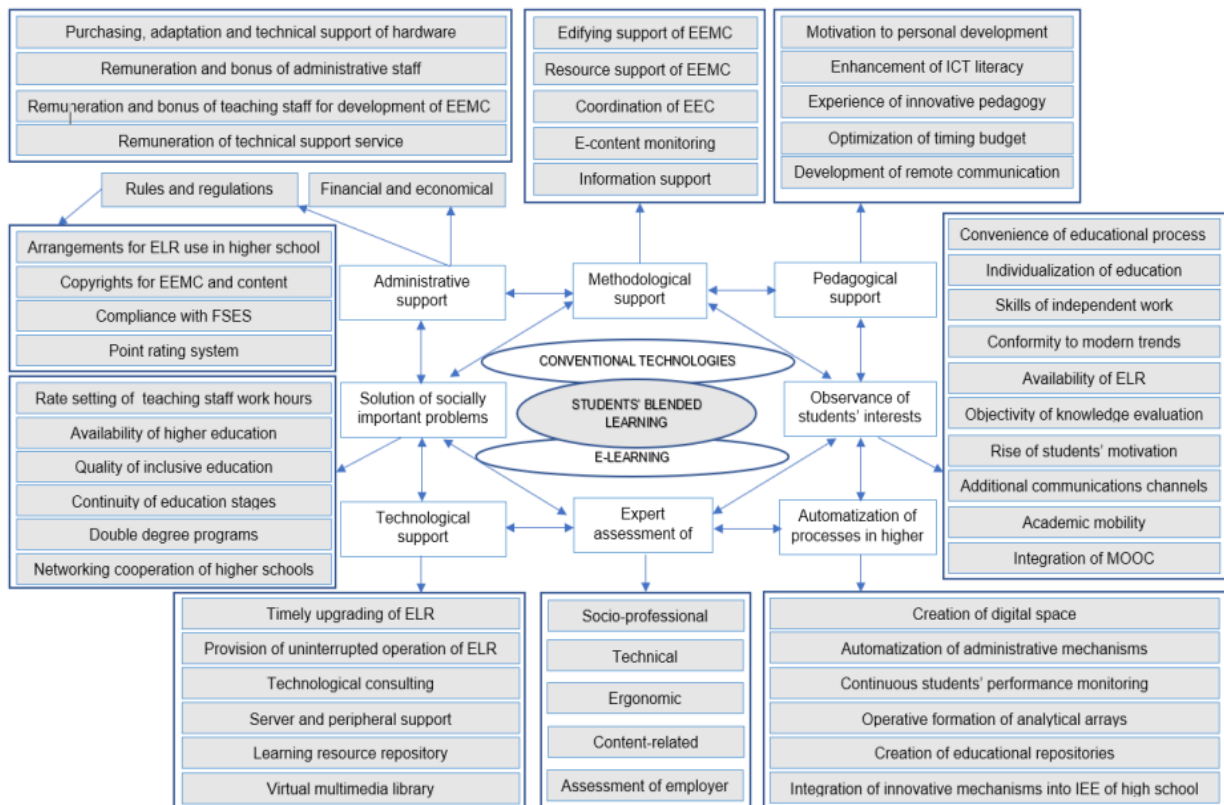 Purchasing, adaptation and technical support of hardware
Remuneration and bonus of administrative staff
Remuneration and bonus of teaching staff for development of EEMC
Remuneration of technical support service
Edifying support of EEMC
Resource support of EEMC
Coordination of EEC
E-content monitoring
Information support
Motivation to personal development
Enhancement of ICT literacy
Experience of innovative pedagogy
Optimization of timing budget
Development of remote communication
Rules and regulations
Financial and economical
Arrangements for ELR use in higher school
Copyrights for EEMC and content
Compliance with FSES
Point rating system
Administrative
support
Methodological
support
Pedagogical
support
Convenience of educational process
Individualization of education
Skills of independent work
Conformity to modern trends
Availability of ELR
Objectivity of knowledge evaluation
Rise of students' motivation
Additional communications channels
Academic mobility
Integration of MOOC
Rate setting of teaching staff work hours
Availability of higher education
Quality of inclusive education
Continuity of education stages
Double degree programs
Networking cooperation of higher schools
Solution of socially
important problems
CONVENTIONAL TECHNOLOGIES
STUDENTS' BLENDED
LEARNING
E-LEARNING
Observance of
students' interests
Technological
support
Expert
assessment of
Automatization of
processes in higher
Timely upgrading of ELR
Provision of uninterrupted operation of ELR
Technological consulting
Server and peripheral support
Learning resource repository
Virtual multimedia library
Socio-professional
Technical
Ergonomic
Content-related
Assessment of employer
Creation of digital space
Automatization of administrative mechanisms
Continuous students' performance monitoring
Operative formation of analytical arrays
Creation of educational repositories
Integration of innovative mechanisms into IEE of high school